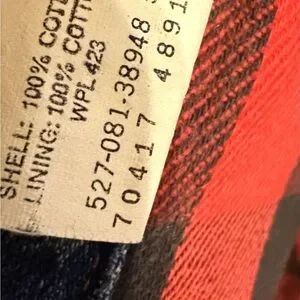 SHELL: 100% COTT
LINING: 100% COTT
WPL 423
527-081-38948
70417 4891